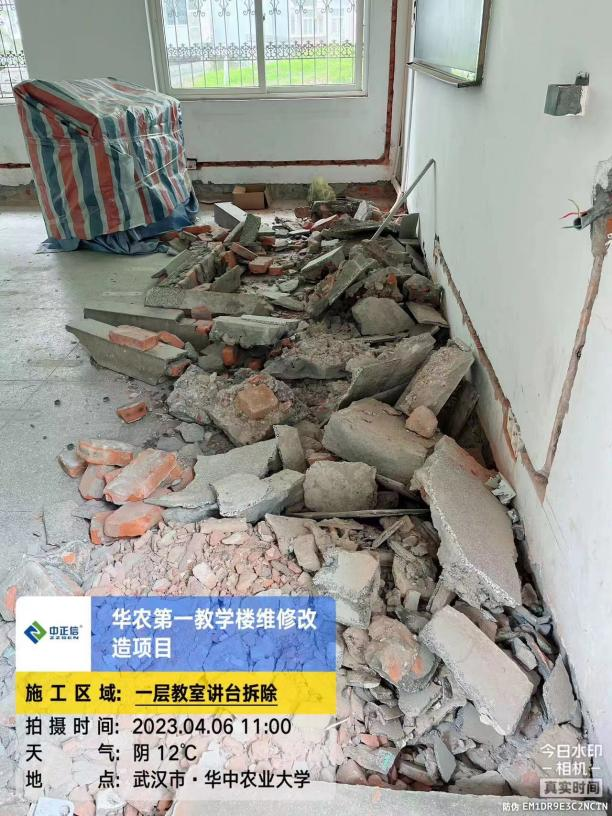 中正信
ZZSEN
华农第一教学楼维修改
造项目
施工区域: 一层教室讲台拆除
拍摄时间: 2023.04.06 11:00
天气: 阴 12℃
地点: 武汉市·华中农业大学
今日水印
相机
真实时间
防伪 EM1DR9E3C2NCTN